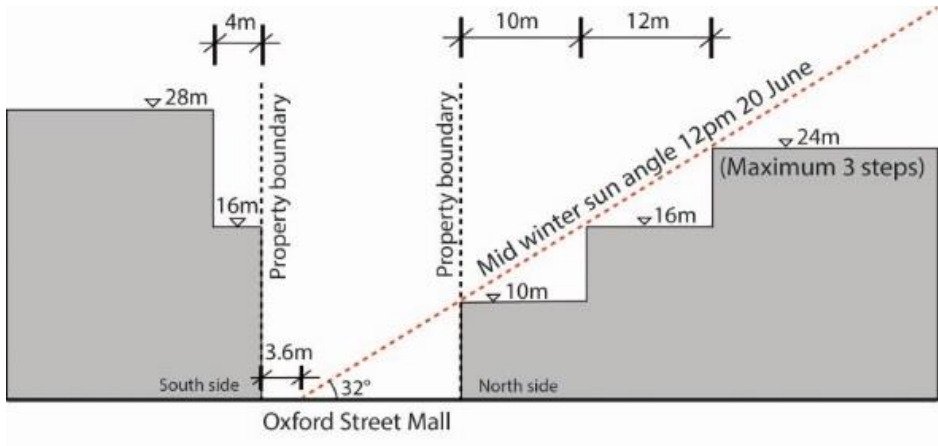 4m
10m
12m
28m
16m
Property boundary
Property boundary
Mid winter sun angle 12pm 20 June
24m
(Maximum 3 steps)
16m
10m
3.6m
South side
32°
North side
Oxford Street Mall